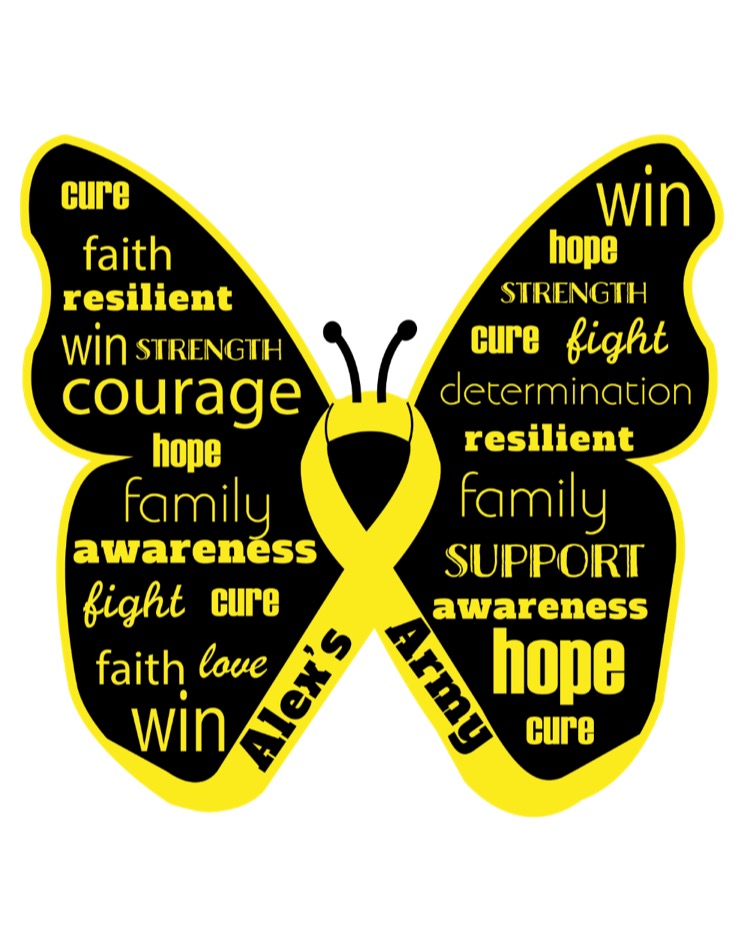 cure
faith
resilient
win STRENGTH
courage
hope
family
awareness
fight cure
faith love
win
Alex's
Army
win
hope
STRENGTH
cure fight
determination
resilient
family
SUPPORT
awareness
hope
cure